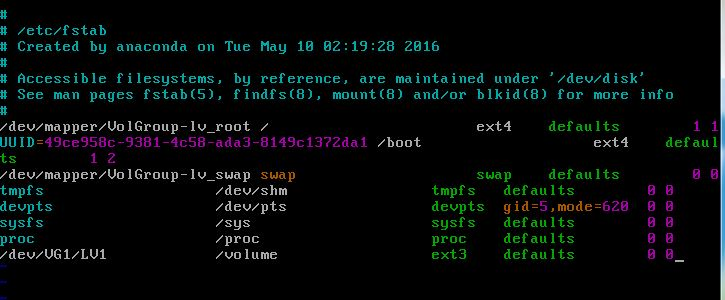 #
# /etc/fstab
# Created by anaconda on Tue May 10 02:19:28 2016
#
# Accessible filesystems, by reference, are maintained under '/dev/disk'
# See man pages fstab(5), findfs(8), mount(8) and/or blkid(8) for more info
#
/dev/mapper/VolGroup-lv_root / ext4 defaults 1 1
UUID=49ce958c-9381-4c58-ada3-8149c1372da1 /boot ext4 defaul
ts 1 2
/dev/mapper/VolGroup-lv_swap swap swap defaults 0 0
tmpfs /dev/shm tmpfs defaults 0 0
devpts /dev/pts devpts gid=5,mode=620 0 0
sysfs /sys sysfs defaults 0 0
proc /proc proc defaults 0 0
/dev/VG1/LV1 /volume ext3 defaults 0 0
~
~